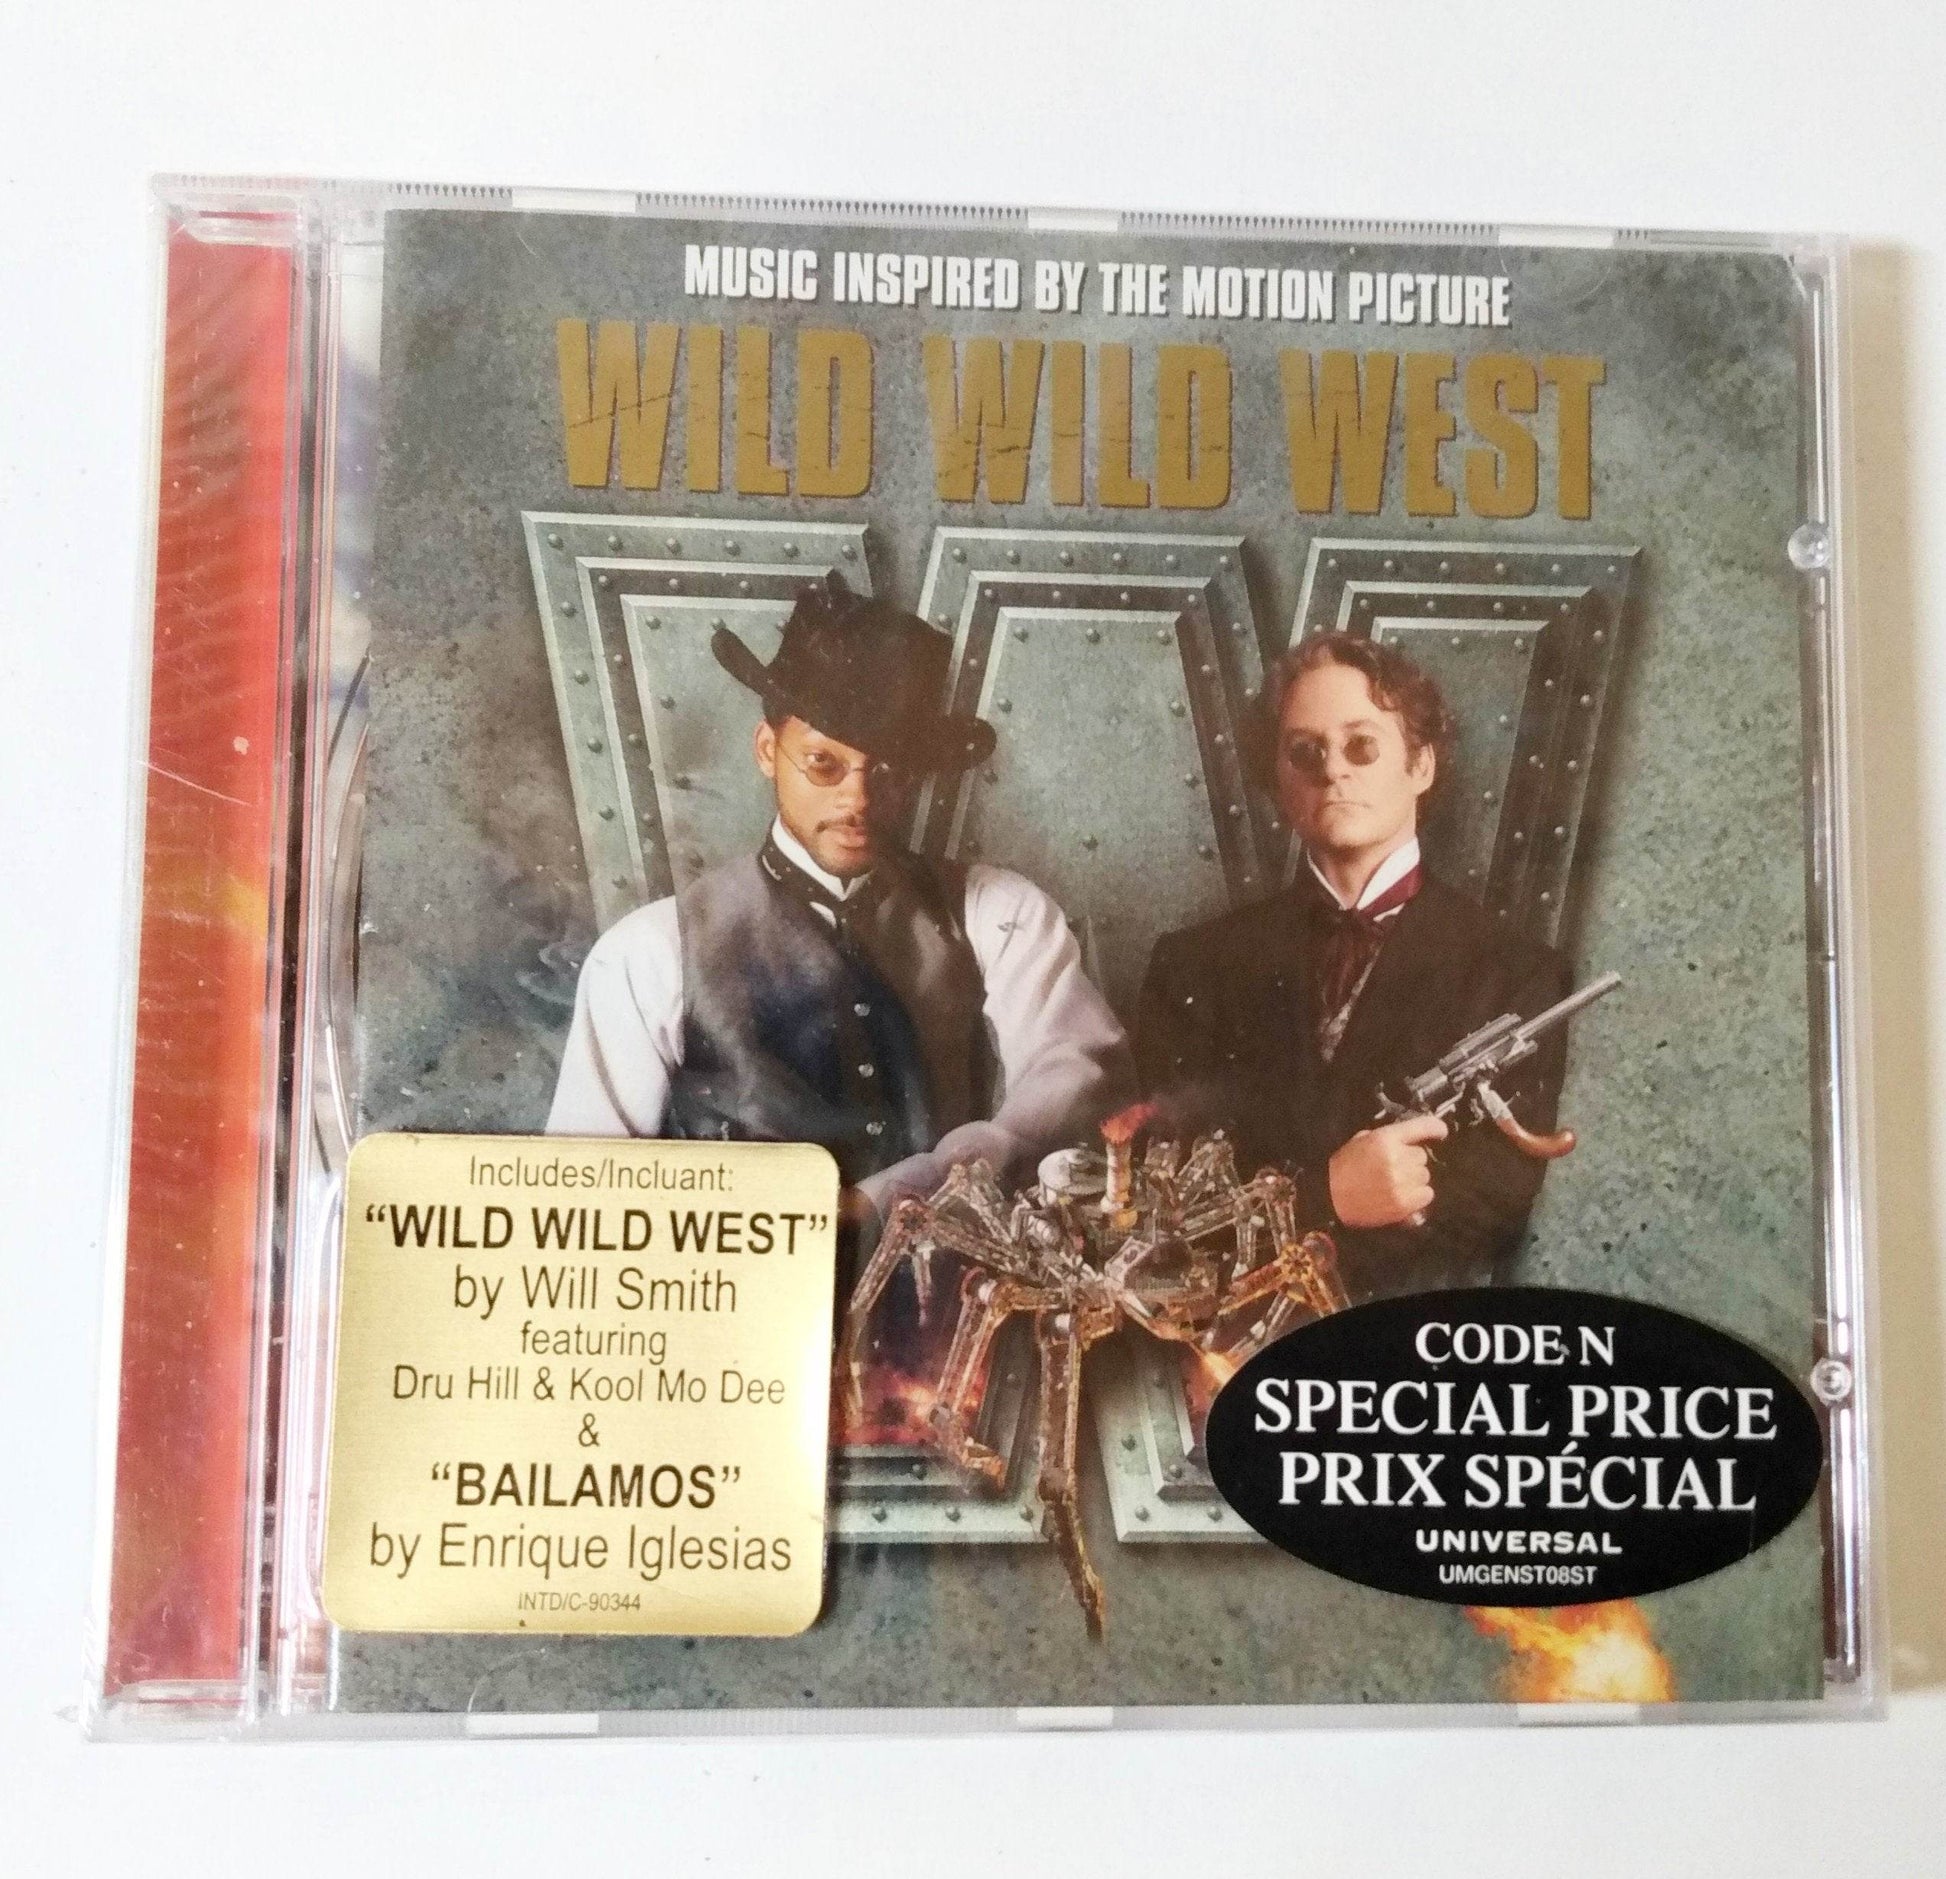 MUSIC INSPIRED BY THE MOTION PICTURE
WILD WILD WEST
Includes/Incluant:
“WILD WILD WEST”
by Will Smith
featuring
Dru Hill & Kool Mo Dee
&
“BAILAMOS”
by Enrique Iglesias
INTD/C-90344
CODE N
SPECIAL PRICE
PRIX SPÉCIAL
UNIVERSAL
UMGENST08ST